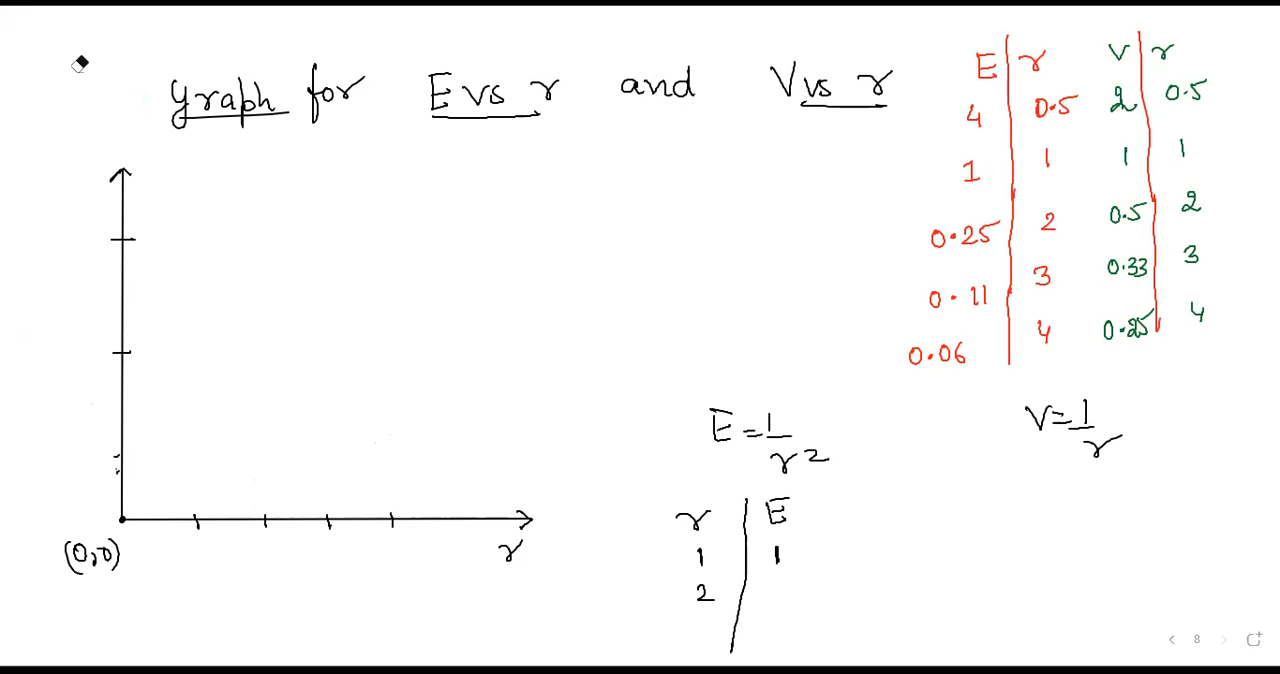 Graph for E vs r and V vs r
E r V r
4 0.5 2 0.5
1 1 1 1
0.25 2 0.5 2
0.11 3 0.33 3
0.06 4 0.25 4
E = 1/r2
V = 1/r
r E
1 1
2
(0,0)
r
8